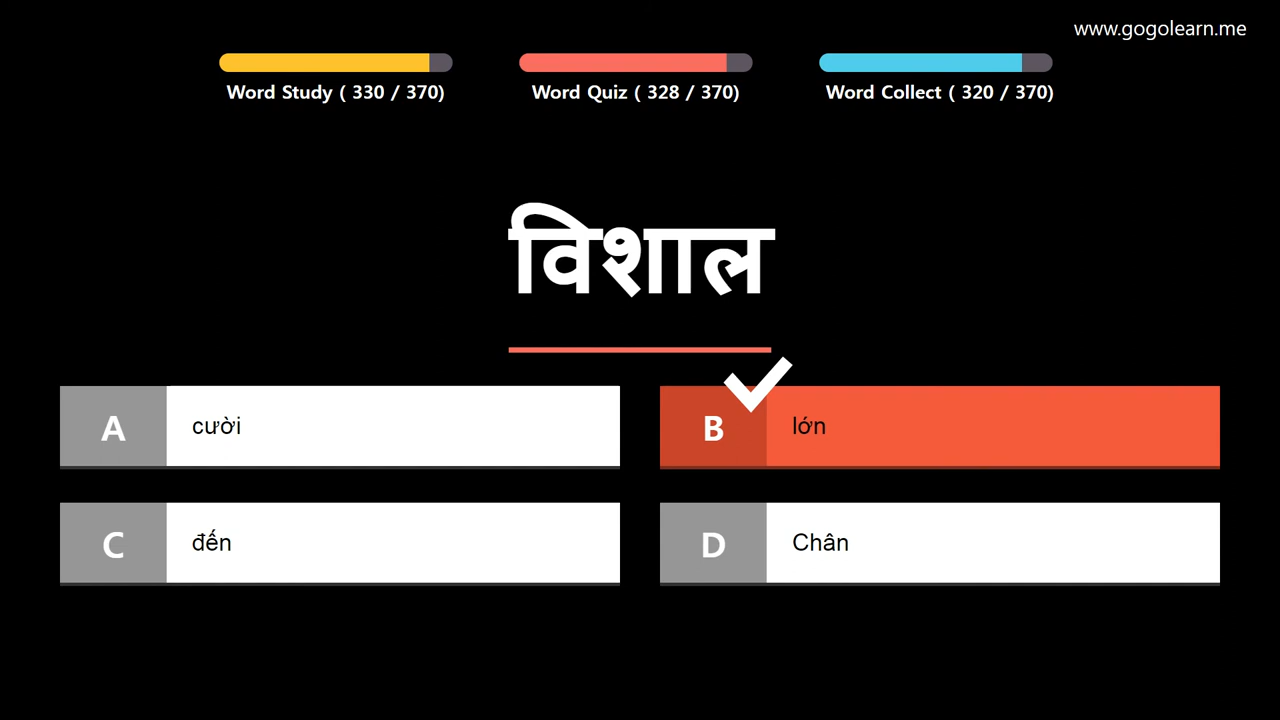 www.gogolearn.me
Word Study ( 330 / 370)
Word Quiz ( 328 / 370)
Word Collect ( 320 / 370)
विशाल
A cười
B lớn
C đến
D Chân